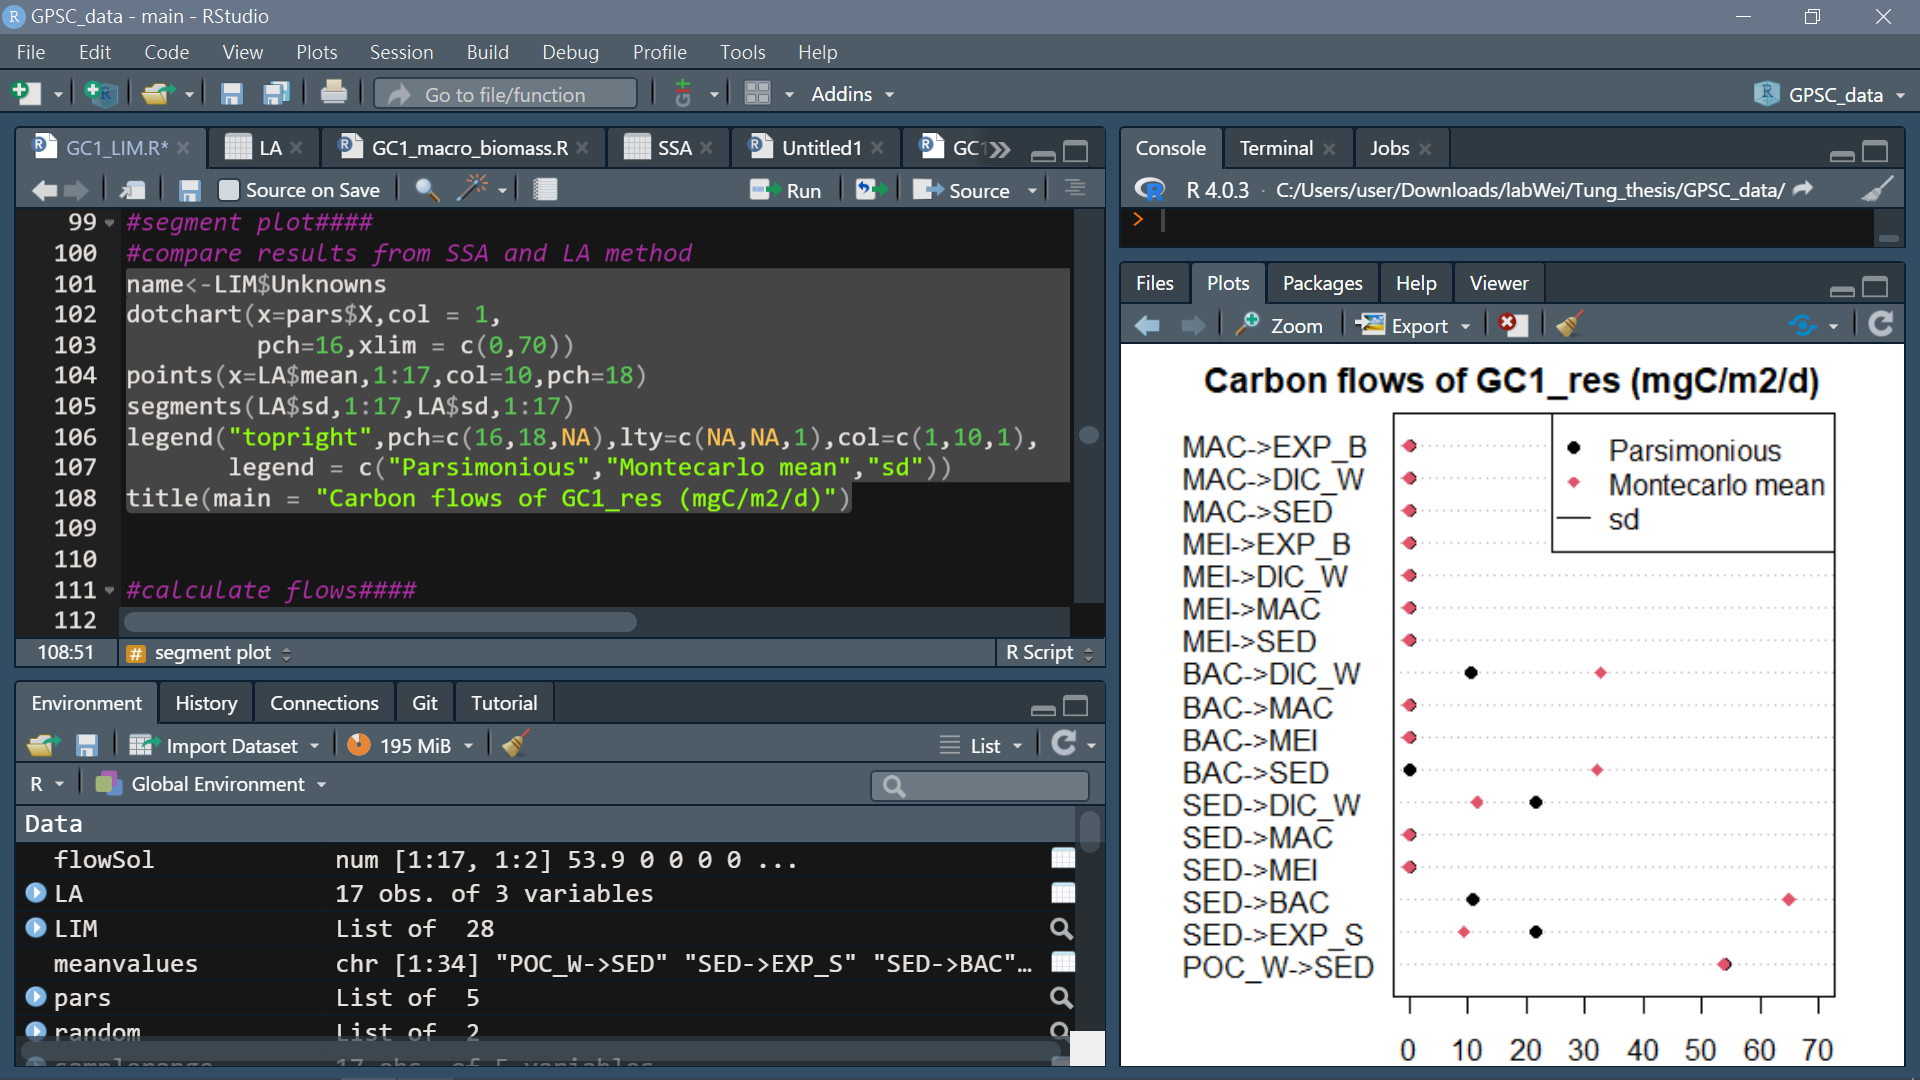 GPSC_data - main - RStudio
File Edit Code View Plots Session Build Debug Profile Tools Help
Go to file/function Addins GPSC_data
GC1_LIM.R* LA GC1_macro_biomass.R SSA Untitled1 GC1
Source on Save Run Source
99 #segment plot####
100 #compare results from SSA and LA method
101 name<-LIM$Unknowns
102 dotchart(x=pars$X,col = 1,
103 pch=16,xlim = c(0,70))
104 points(x=LA$mean,1:17,col=10,pch=18)
105 segments(LA$sd,1:17,LA$sd,1:17)
106 legend("topright",pch=c(16,18,NA),lty=c(NA,NA,1),col=c(1,10,1),
107 legend = c("Parsimonious","Montecarlo mean","sd"))
108 title(main = "Carbon flows of GC1_res (mgC/m2/d)")
109
110
111 #calculate flows####
112
108:51 # segment plot R Script
Environment History Connections Git Tutorial
Import Dataset 195 MiB List
R Global Environment
Data
flowSol num [1:17, 1:2] 53.9 0 0 0 0 ...
LA 17 obs. of 3 variables
LIM List of 28
meanvalues chr [1:34] "POC_W->SED" "SED->EXP_S" "SED->BAC"…
pars List of 5
random List of 2
samplerange 17 obs. of 5 variables
Console Terminal Jobs
R 4.0.3 · C:/Users/user/Downloads/labWei/Tung_thesis/GPSC_data/
>
Files Plots Packages Help Viewer
Zoom Export
Carbon flows of GC1_res (mgC/m2/d)
Parsimonious
Montecarlo mean
sd
MAC->EXP_B
MAC->DIC_W
MAC->SED
MEI->EXP_B
MEI->DIC_W
MEI->MAC
MEI->SED
BAC->DIC_W
BAC->MAC
BAC->MEI
BAC->SED
SED->DIC_W
SED->MAC
SED->MEI
SED->BAC
SED->EXP_S
POC_W->SED
0 10 20 30 40 50 60 70